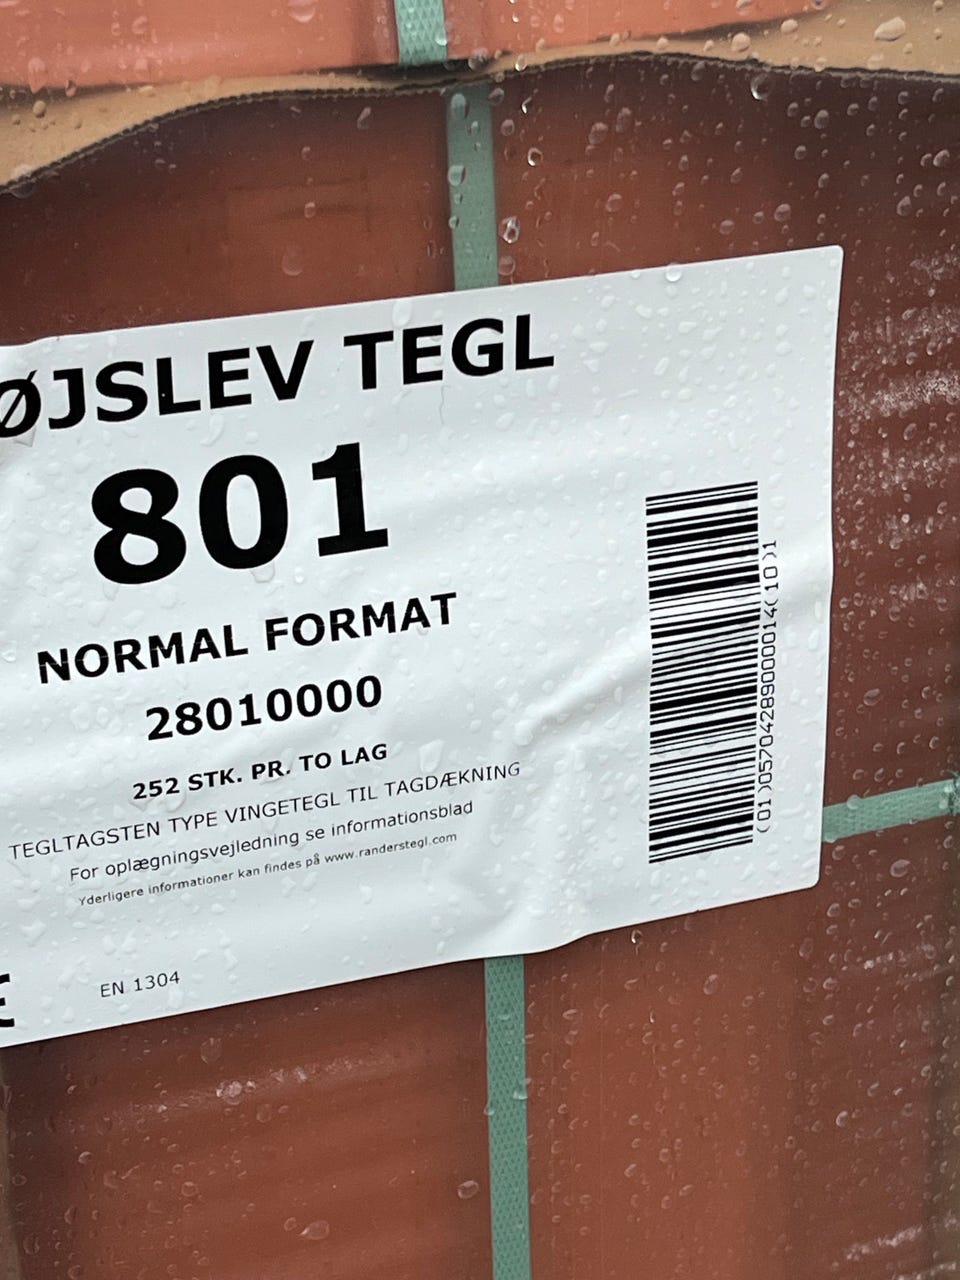 ØJSLEV TEGL
801
NORMAL FORMAT
28010000
252 STK. PR. TO LAG
TEGLTAGSTEN TYPE VINGETEGL TIL TAGDÆKNING
For oplægningsvejledning se informationsblad
Yderligere informationer kan findes på www.randerstegl.com
EN 1304
(01)05704289000014(10)1